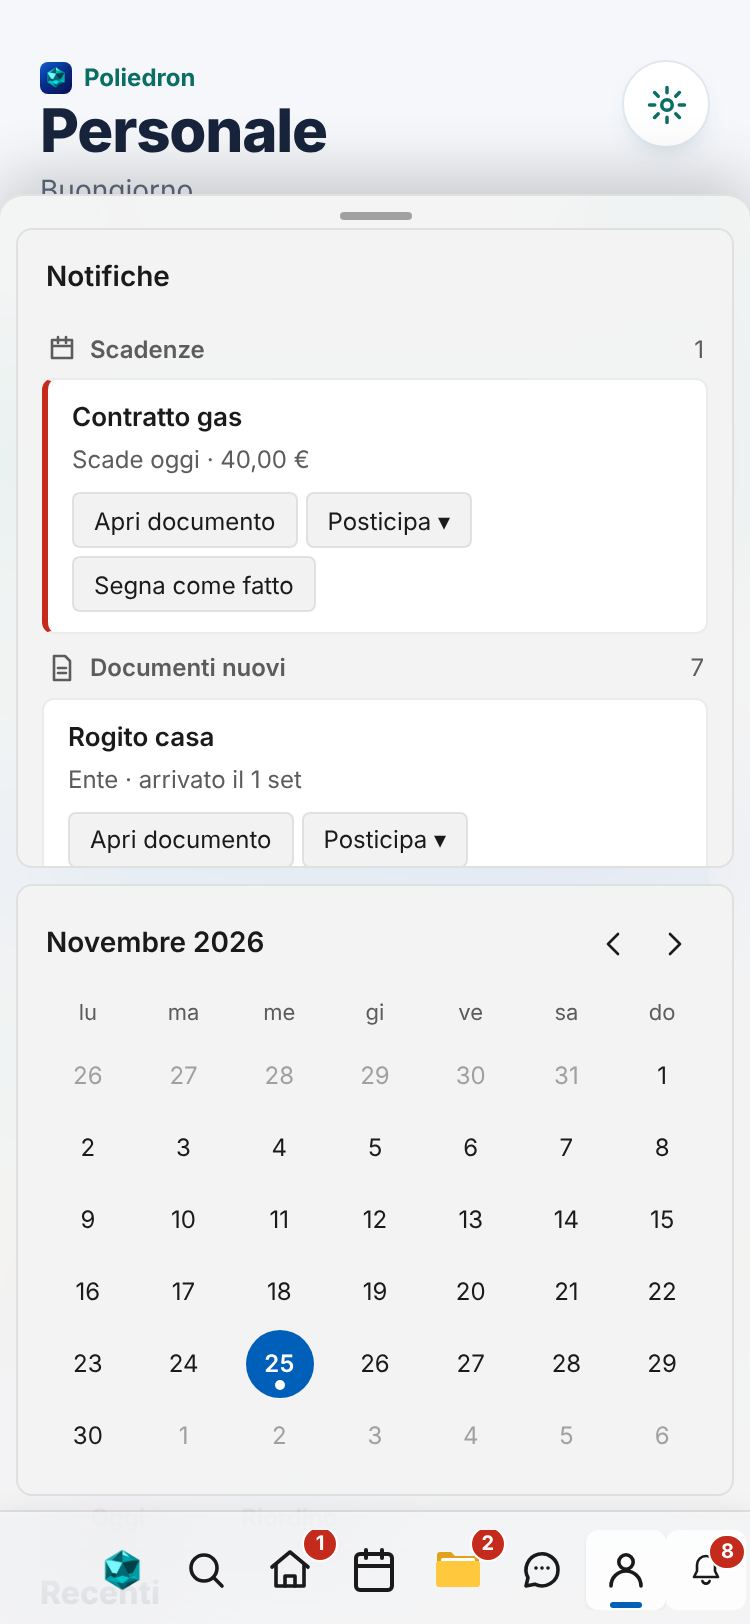 Poliedron
Personale
Buongiorno
Notifiche
Scadenze 1
Contratto gas
Scade oggi · 40,00 €
Apri documento Posticipa ▾
Segna come fatto
Documenti nuovi 7
Rogito casa
Ente · arrivato il 1 set
Apri documento Posticipa ▾
Novembre 2026
lu ma me gi ve sa do
26 27 28 29 30 31 1
2 3 4 5 6 7 8
9 10 11 12 13 14 15
16 17 18 19 20 21 22
23 24 25 26 27 28 29
30 1 2 3 4 5 6
Oggi Riordino
1 2 8
Recenti